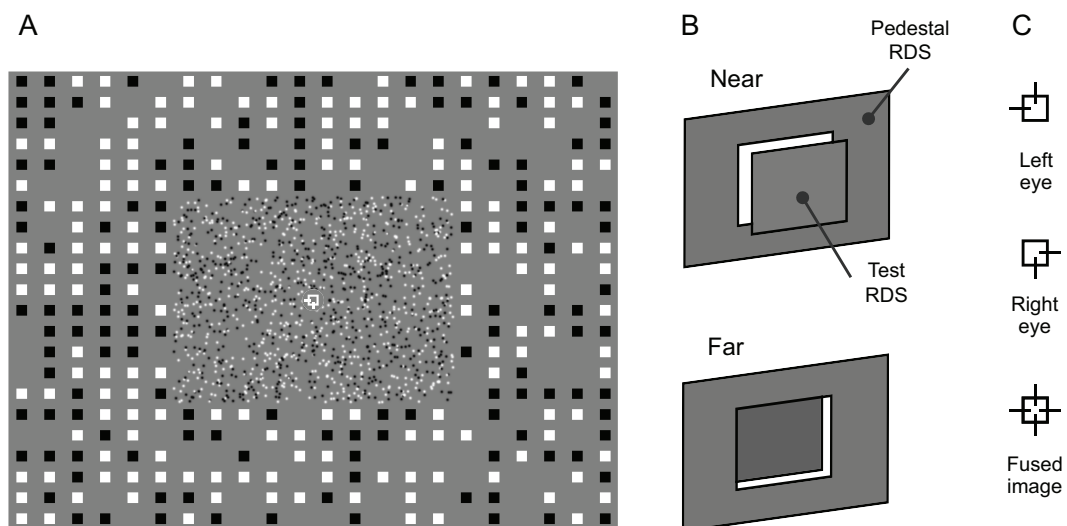 A
B
C
Pedestal
RDS
Near
Left
eye
Test
RDS
Right
eye
Far
Fused
image